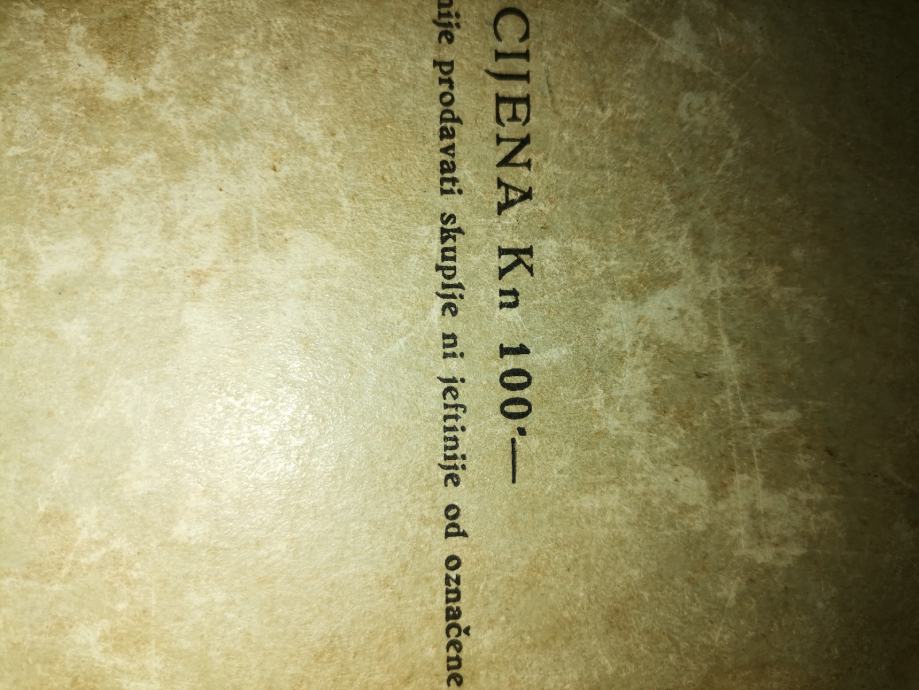 CIJENA Kn 100·—
nije prodavati skuplje ni jeftinije od označene